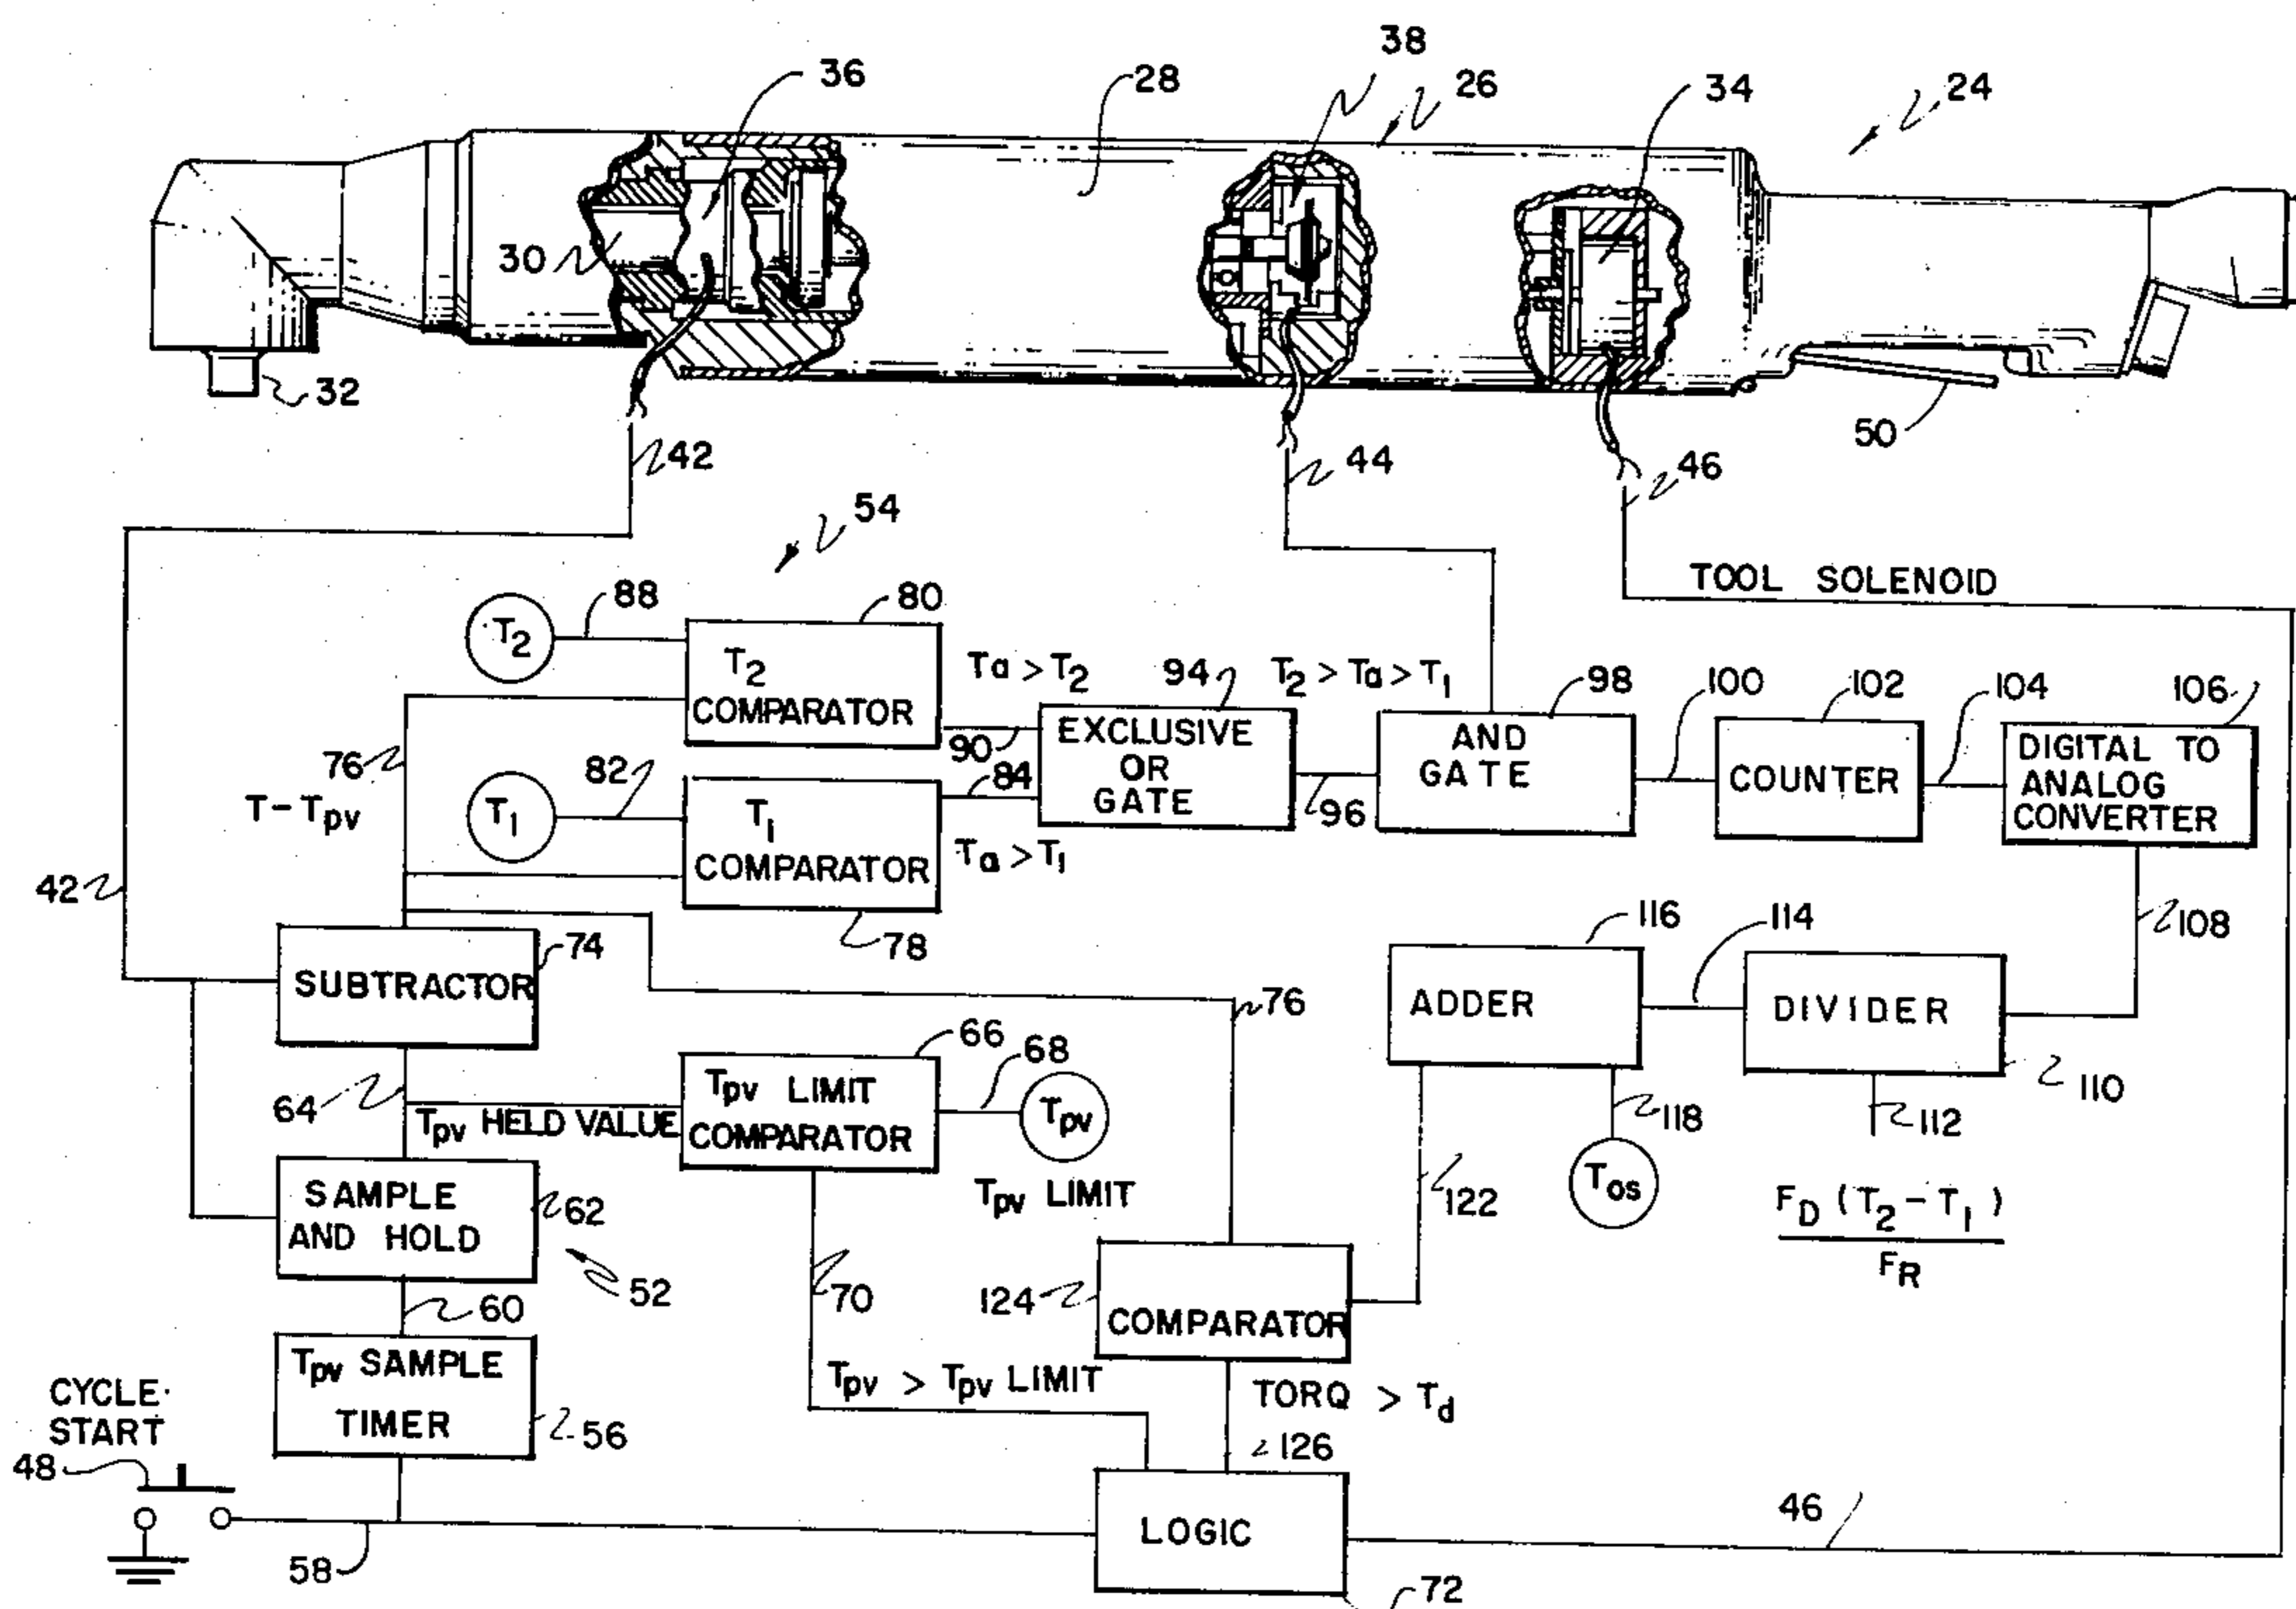 38
36
28
26
34
24
30
32
42
44
46
50
54
TOOL SOLENOID
T2
88
80
T2
COMPARATOR
Ta > T2
94
T2 > Ta > T1
98
100
102
104
106
90
EXCLUSIVE
OR
GATE
96
AND
GATE
COUNTER
DIGITAL TO
ANALOG
CONVERTER
76
T - Tpv
T1
82
84
T1
COMPARATOR
Ta > T1
78
42
108
SUBTRACTOR
74
76
116
ADDER
114
DIVIDER
110
112
64
Tpv HELD VALUE
66
Tpv LIMIT
COMPARATOR
68
Tpv
Tpv LIMIT
118
Tos
122
FD (T2 - T1)
FR
SAMPLE
AND HOLD
62
52
60
70
124
COMPARATOR
Tpv SAMPLE
TIMER
56
Tpv > Tpv LIMIT
TORQ > Td
126
CYCLE
START
48
58
LOGIC
72
46